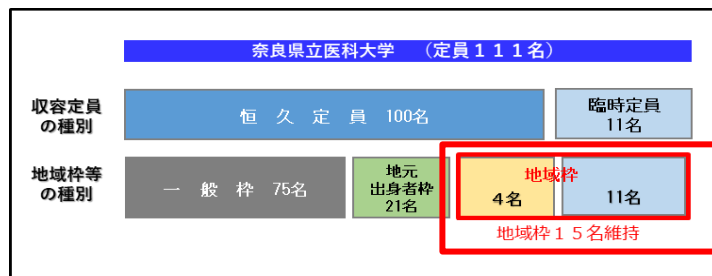 奈良県立医科大学　（定員１１１名）
収容定員
の種別
恒　久　定　員　100名
臨時定員
11名
地域枠等
の種別
一　般　枠　75名
地元
出身者枠
21名
地域枠
4名
11名
地域枠１５名維持